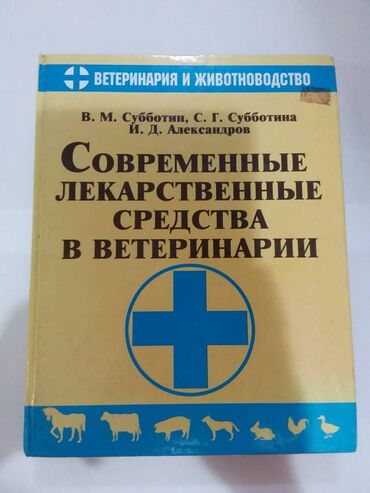 ВЕТЕРИНАРИЯ И ЖИВОТНОВОДСТВО
В. М. Субботин, С. Г. Субботина
И. Д. Александров
СОВРЕМЕННЫЕ
ЛЕКАРСТВЕННЫЕ
СРЕДСТВА
В ВЕТЕРИНАРИИ